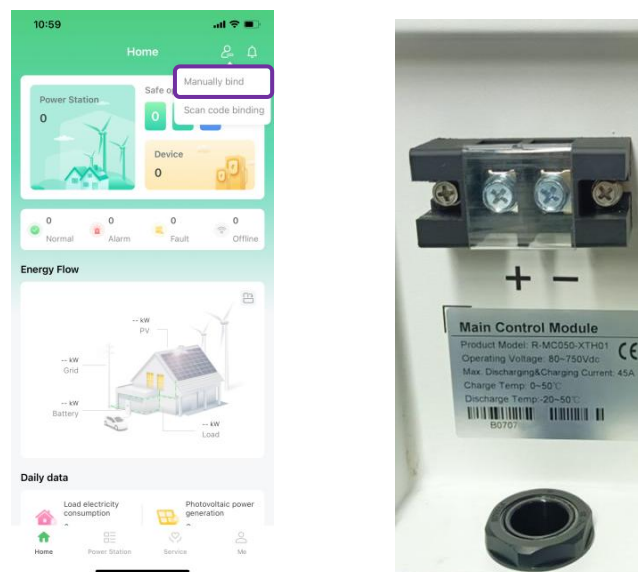 10:59
Home
Manually bind
Scan code binding
Power Station
0
Safe op
0
Device
0
0
Normal
0
Alarm
0
Fault
0
Offline
Energy Flow
-- kW
PV
-- kW
Grid
-- kW
Battery
-- kW
Load
Daily data
Load electricity
consumption
Photovoltaic power
generation
Home
Power Station
Service
Me
+ −
Main Control Module
Product Model: R-MC050-XTH01
CE
Operating Voltage: 80~750Vdc
Max. Discharging&Charging Current: 45A
Charge Temp: 0~50℃
Discharge Temp:-20~50℃
B0707